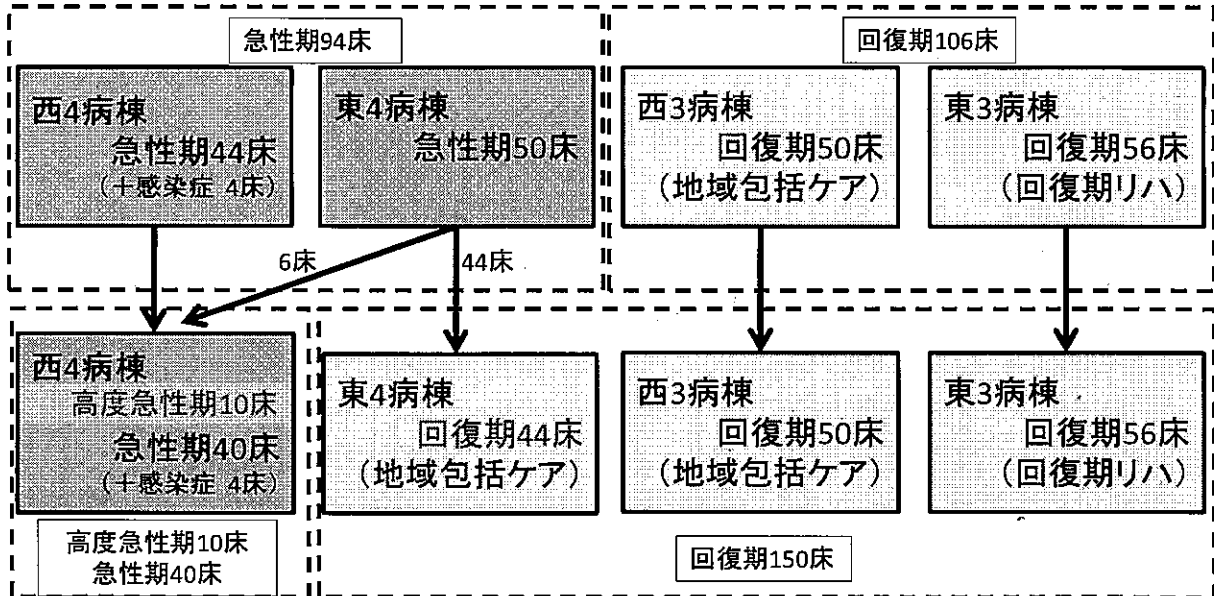 急性期94床
回復期106床
西4病棟
急性期44床
(+感染症 4床)
東4病棟
急性期50床
西3病棟
回復期50床
(地域包括ケア)
東3病棟
回復期56床
(回復期リハ)
6床
44床
西4病棟
高度急性期10床
急性期40床
(+感染症 4床)
東4病棟
回復期44床
(地域包括ケア)
西3病棟
回復期50床
(地域包括ケア)
東3病棟
回復期56床
(回復期リハ)
高度急性期10床
急性期40床
回復期150床